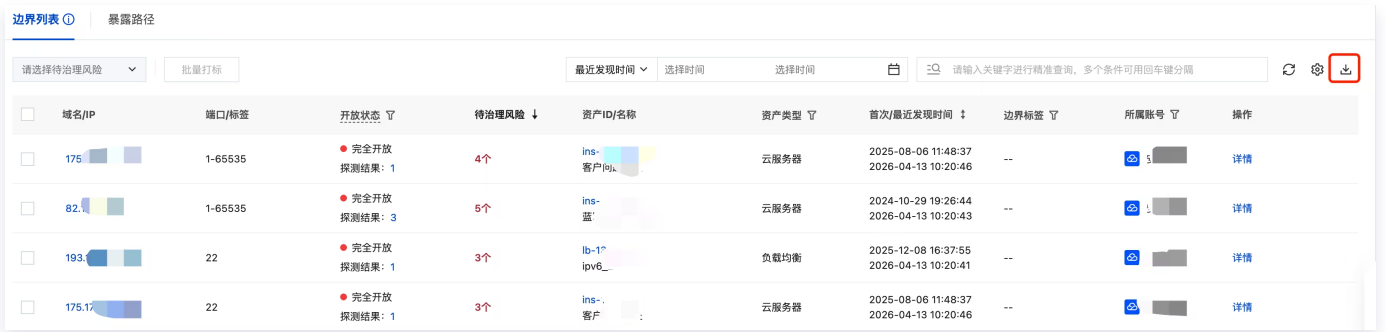 边界列表 暴露路径
请选择待治理风险 批量打标 最近发现时间 选择时间 选择时间 请输入关键字进行精准查询，多个条件可用回车键分隔
域名/IP 端口/标签 开放状态 待治理风险 资产ID/名称 资产类型 首次/最近发现时间 边界标签 所属账号 操作
175 1-65535 完全开放 4个 ins- 云服务器 2025-08-06 11:48:37 -- 详情
探测结果：1 客户问 2026-04-13 10:20:46
82. 1-65535 完全开放 5个 ins- 云服务器 2024-10-29 19:26:44 -- 详情
探测结果：3 蓝 2026-04-13 10:20:43
193. 22 完全开放 3个 lb- 负载均衡 2025-12-08 16:37:55 -- 详情
探测结果：1 ipv6_ 2026-04-13 10:20:41
175.17 22 完全开放 3个 ins- 云服务器 2025-08-06 11:48:37 -- 详情
探测结果：1 客户 2026-04-13 10:20:46